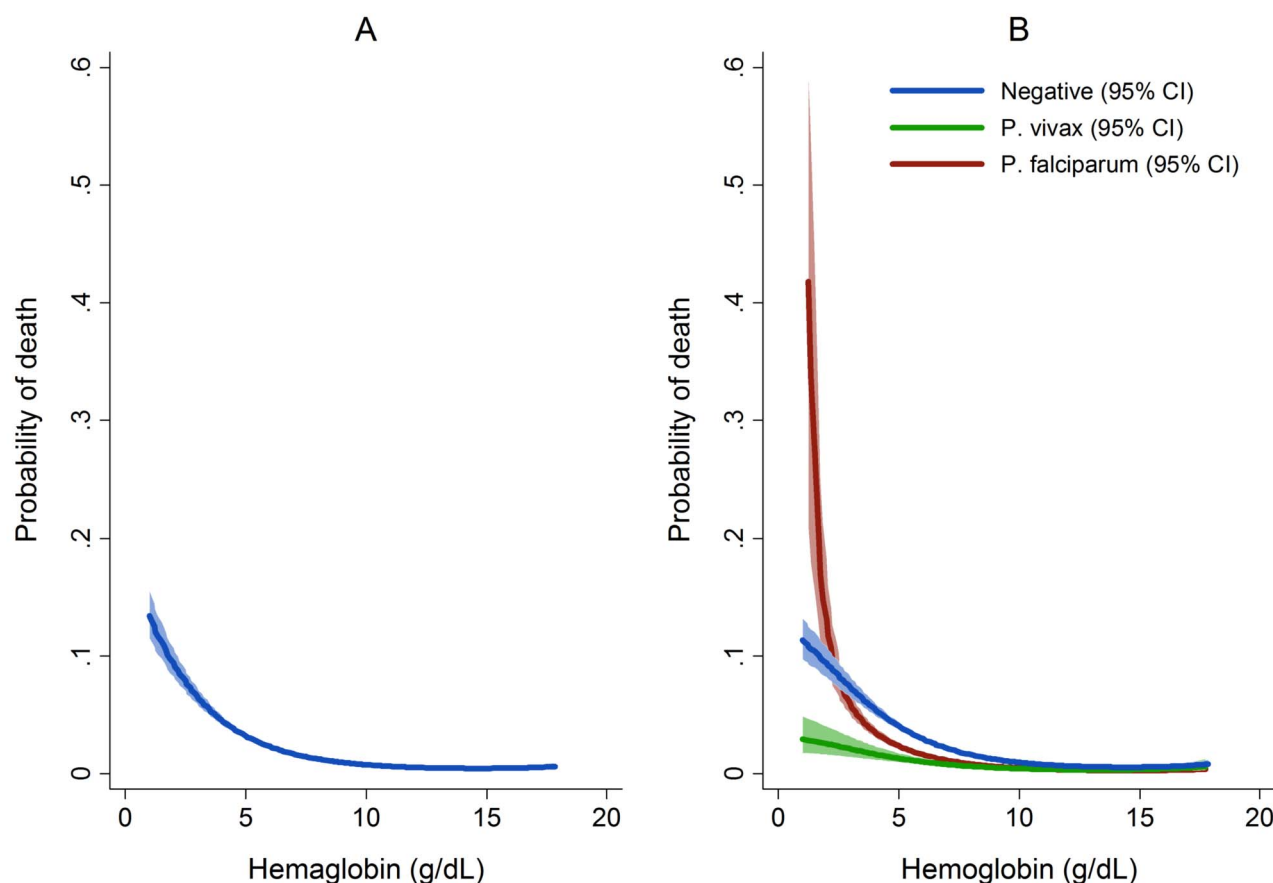 A
Probability of death
.6
.5
.4
.3
.2
.1
0
0 5 10 15 20
Hemaglobin (g/dL)
B
Negative (95% CI)
P. vivax (95% CI)
P. falciparum (95% CI)
Probability of death
.6
.5
.4
.3
.2
.1
0
0 5 10 15 20
Hemoglobin (g/dL)